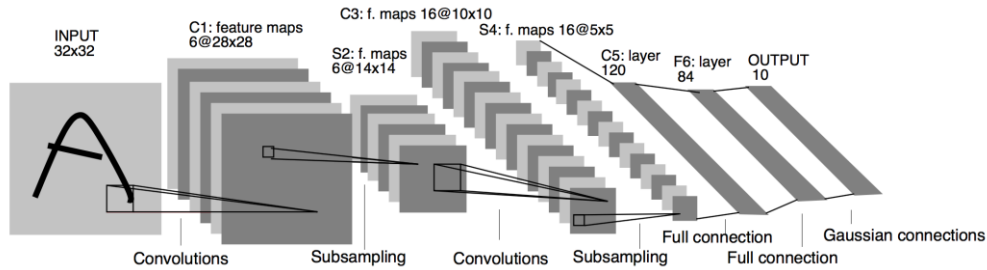 INPUT
32x32
C1: feature maps
6@28x28
S2: f. maps
6@14x14
C3: f. maps 16@10x10
S4: f. maps 16@5x5
C5: layer
120
F6: layer
84
OUTPUT
10
Convolutions
Subsampling
Convolutions
Subsampling
Full connection
Full connection
Gaussian connections
A